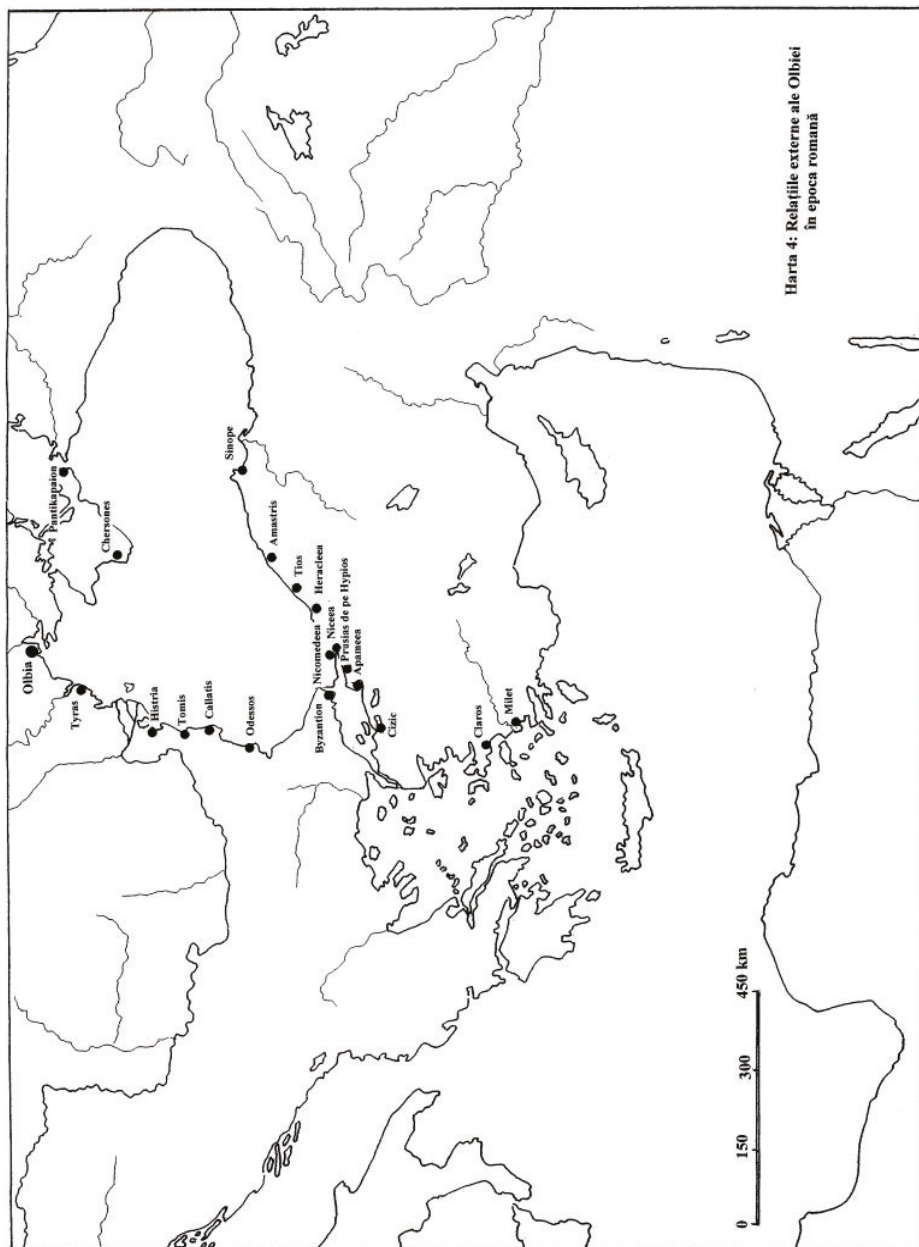 Olbia
Tyras
Histria
Tomis
Callatis
Odessos
Pantikapaion
Chersones
Sinope
Amastris
Tios
Heracleea
Byzantion
Nicomedeea
Niceea
Prusias de pe Hypios
Apameea
Cizic
Claros
Milet
0 150 300 450 km
Harta 4: Relațiile externe ale Olbiei
în epoca romană